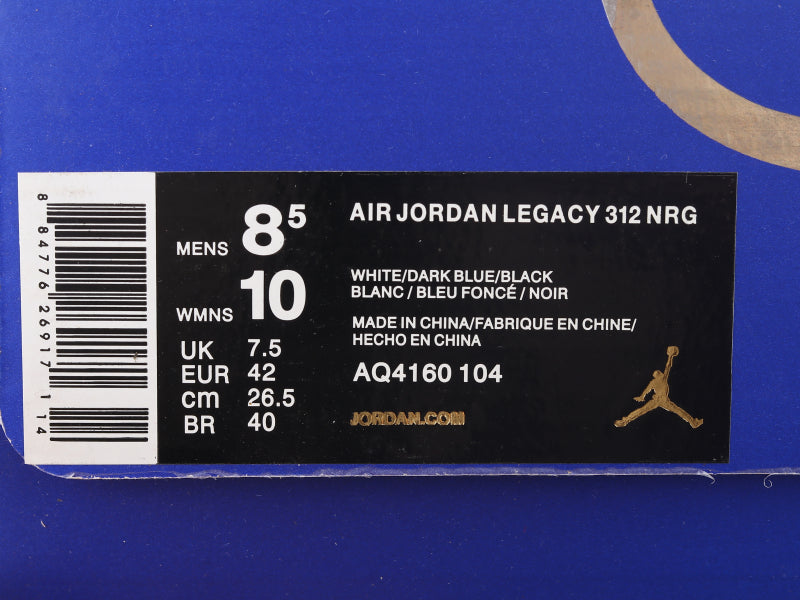 8 84776 26917 1 14
MENS 8⁵
WMNS 10
UK 7.5
EUR 42
cm 26.5
BR 40
AIR JORDAN LEGACY 312 NRG
WHITE/DARK BLUE/BLACK
BLANC / BLEU FONCÉ / NOIR
MADE IN CHINA/FABRIQUE EN CHINE/
HECHO EN CHINA
AQ4160 104
JORDAN.COM